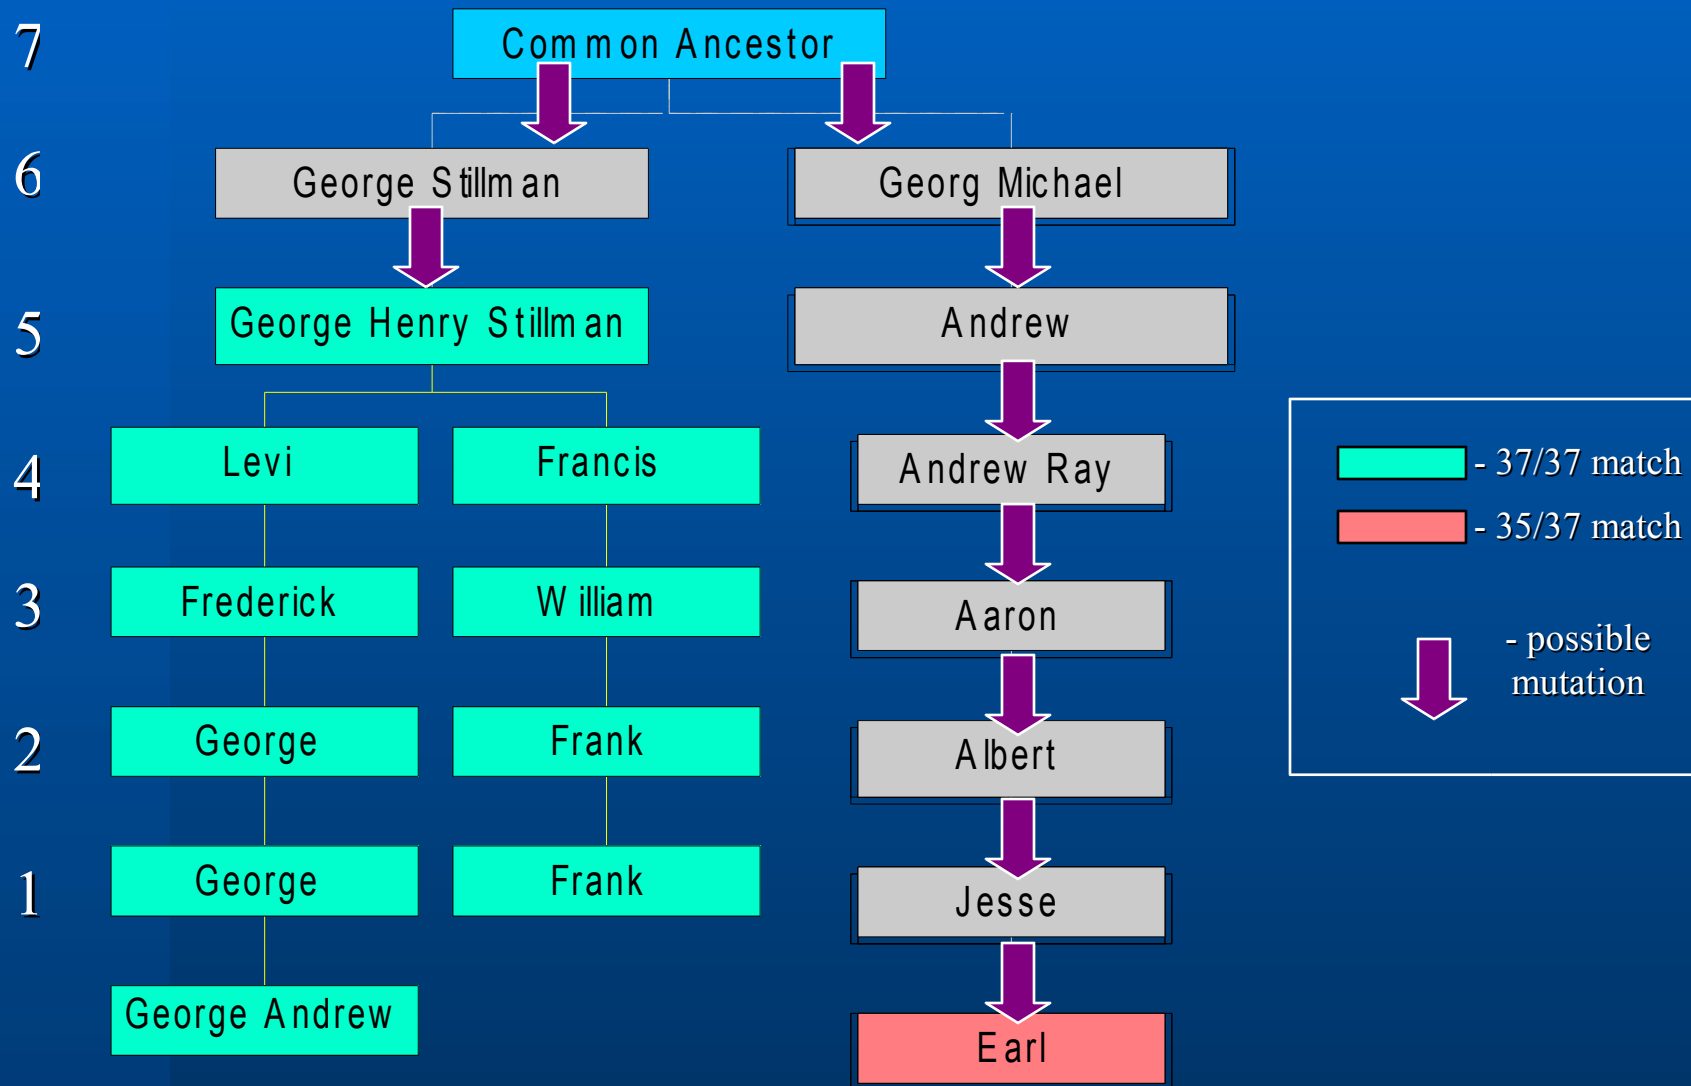 7
Common Ancestor
6
George Stillman
Georg Michael
5
George Henry Stillman
Andrew
4
Levi
Francis
Andrew Ray
- 37/37 match
- 35/37 match
3
Frederick
William
Aaron
- possible
mutation
2
George
Frank
Albert
1
George
Frank
Jesse
George Andrew
Earl